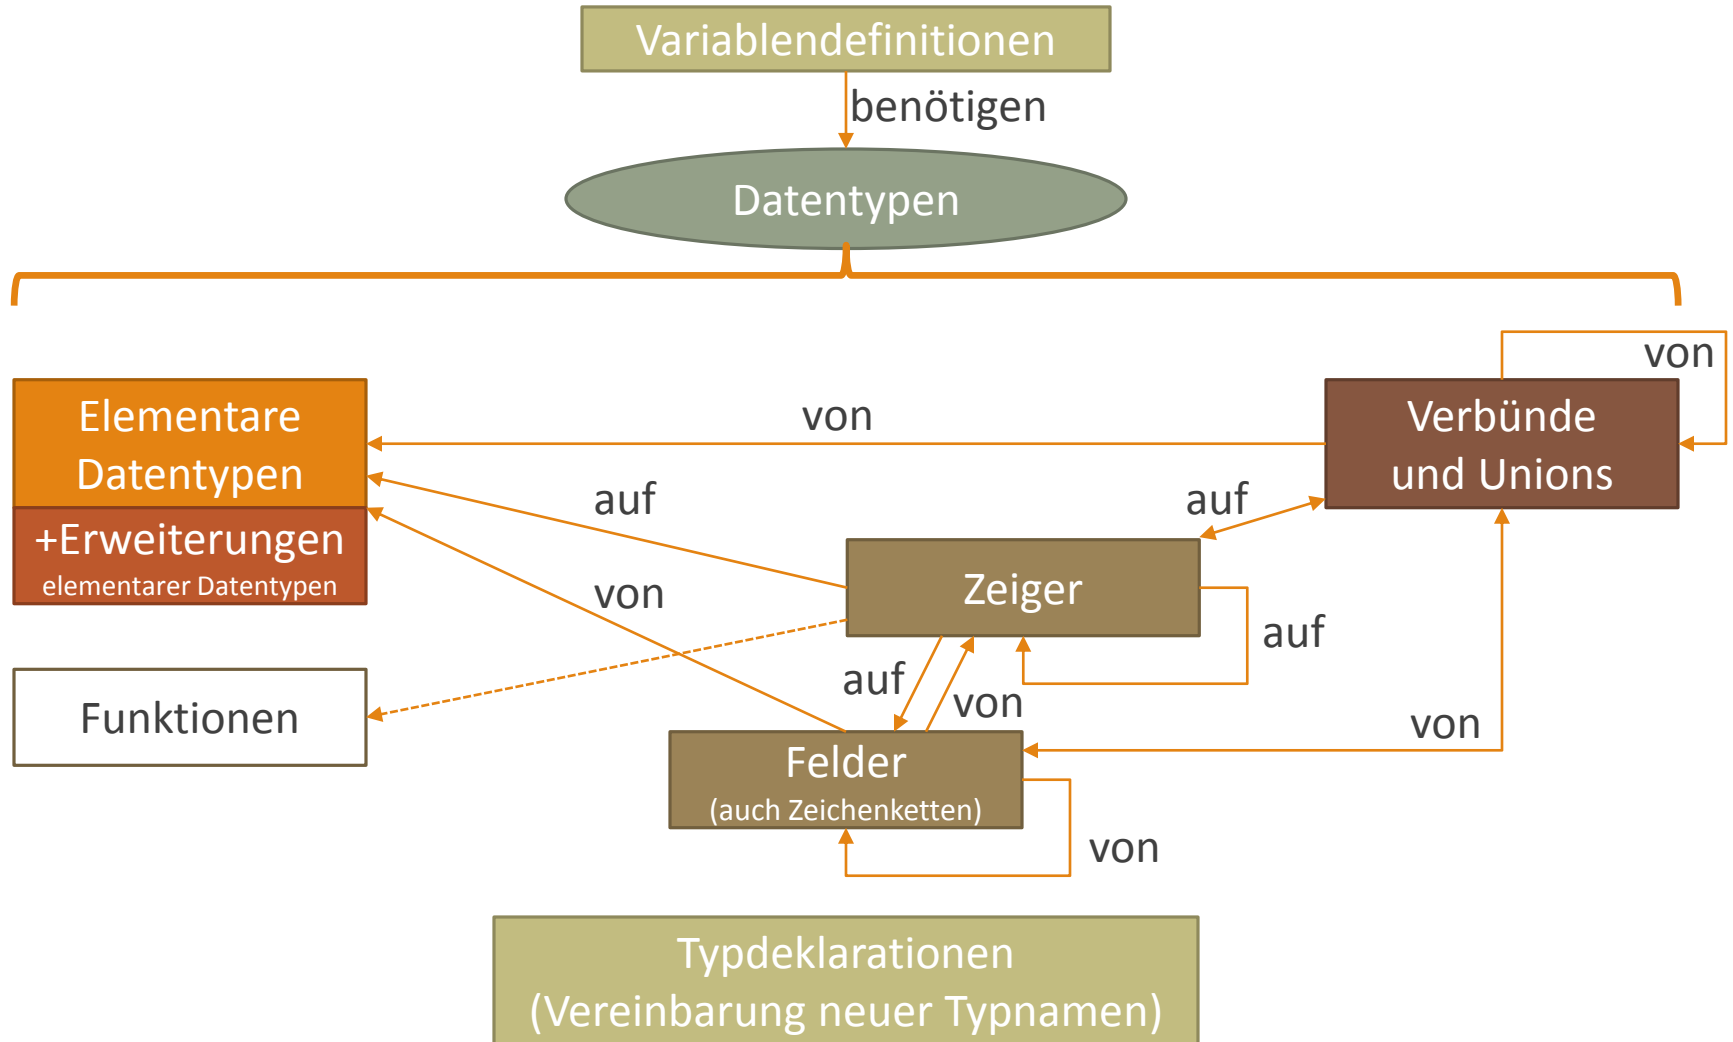 Variablendefinitionen
benötigen
Datentypen
von
Elementare
Datentypen
+Erweiterungen
elementarer Datentypen
von
Verbünde
und Unions
auf
auf
von
Zeiger
auf
Funktionen
auf
von
von
Felder
(auch Zeichenketten)
von
Typdeklarationen
(Vereinbarung neuer Typnamen)